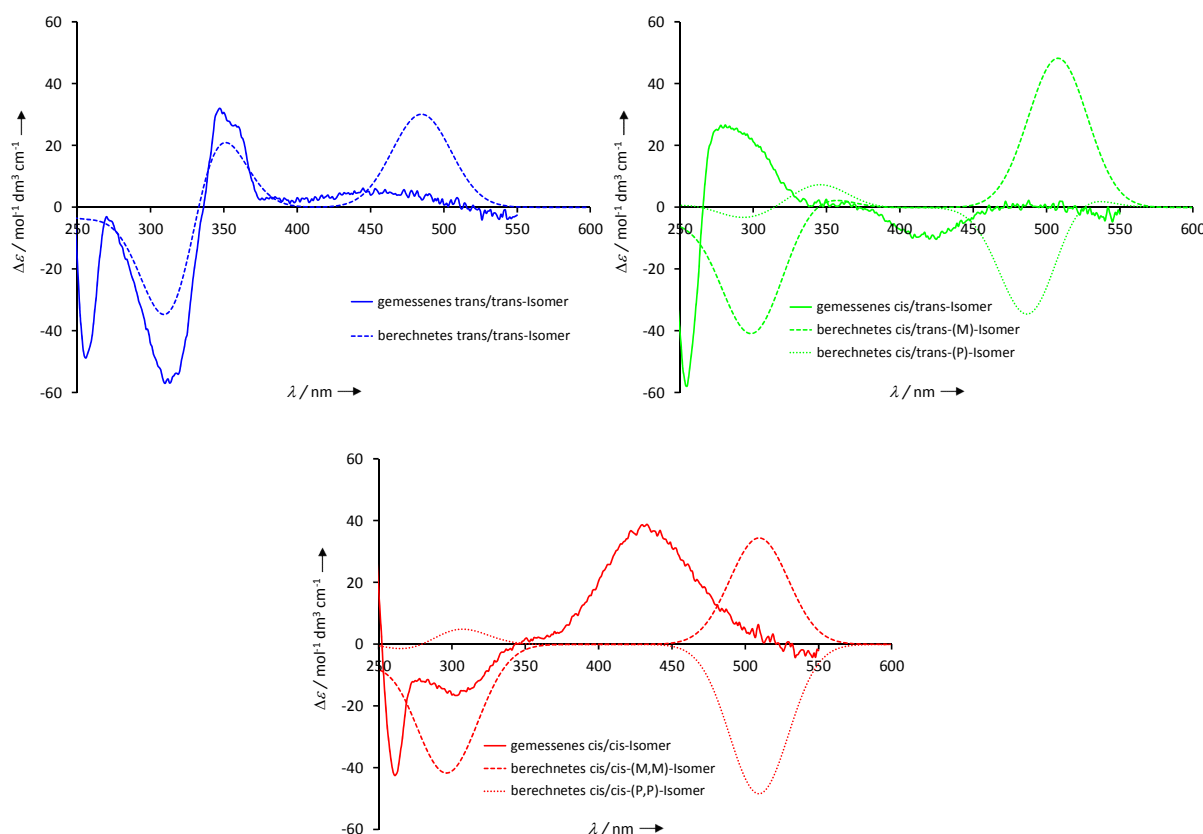 60
40
20
0
-20
-40
-60
250 300 350 400 450 500 550 600
Δε / mol⁻¹ dm³ cm⁻¹
λ / nm
gemessenes trans/trans-Isomer
berechnetes trans/trans-Isomer
60
40
20
0
-20
-40
-60
250 300 350 400 450 500 550 600
Δε / mol⁻¹ dm³ cm⁻¹
λ / nm
gemessenes cis/trans-Isomer
berechnetes cis/trans-(M)-Isomer
berechnetes cis/trans-(P)-Isomer
60
40
20
0
-20
-40
-60
250 300 350 400 450 500 550 600
Δε / mol⁻¹ dm³ cm⁻¹
λ / nm
gemessenes cis/cis-Isomer
berechnetes cis/cis-(M,M)-Isomer
berechnetes cis/cis-(P,P)-Isomer